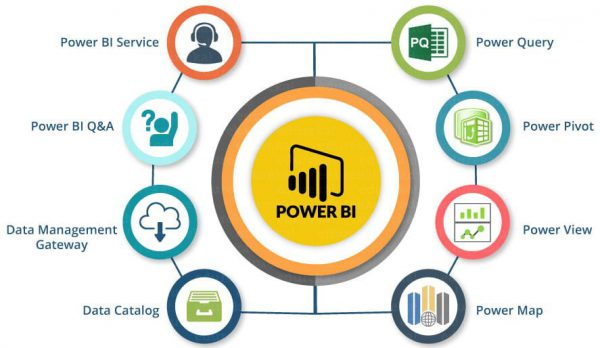 Power BI Service
PQ
Power Query
Power BI Q&A
?
Power Pivot
POWER BI
Data Management
Gateway
Power View
Data Catalog
Power Map